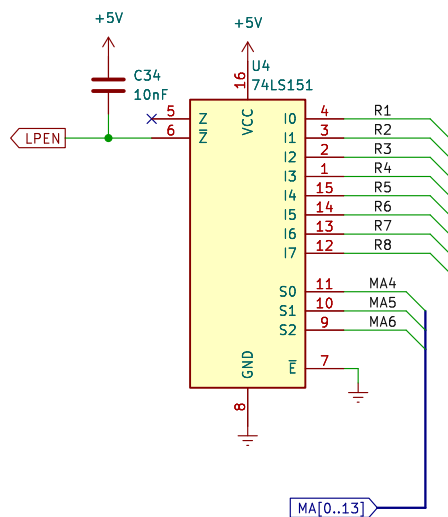 +5V
+5V
C34
10nF
U4
74LS151
16
VCC
5
Z
I0
4
R1
LPEN
6
Z̅
I1
3
R2
I2
2
R3
I3
1
R4
I4
15
R5
I5
14
R6
I6
13
R7
I7
12
R8
S0
11
MA4
S1
10
MA5
S2
9
MA6
E̅
7
GND
8
MA[0..13]